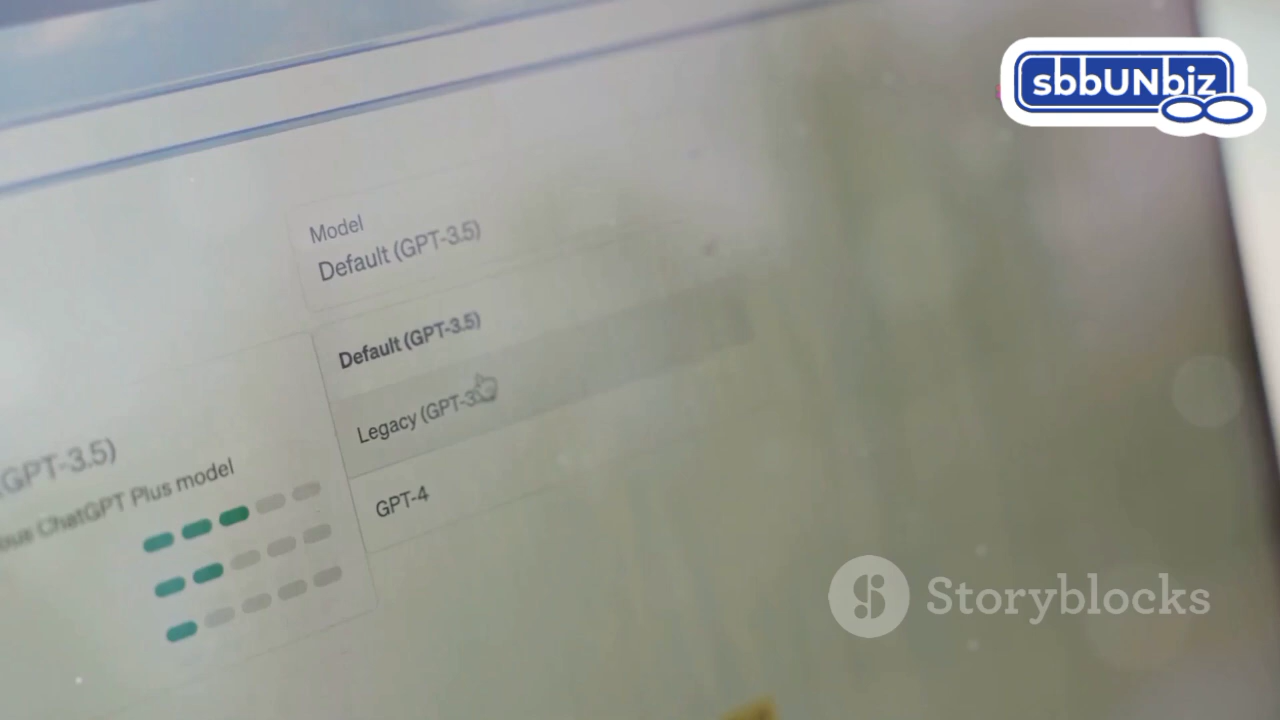 sbbUNbiz
Model
Default (GPT-3.5)
Default (GPT-3.5)
Legacy (GPT-3
GPT-4
(GPT-3.5)
ChatGPT Plus model
Storyblocks